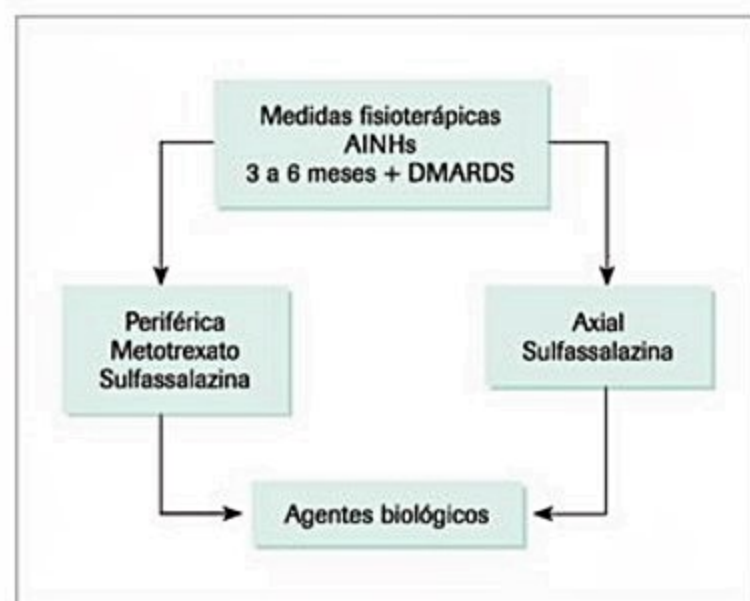 Medidas fisioterápicas
AINHs
3 a 6 meses + DMARDS
Periférica
Metotrexato
Sulfassalazina
Axial
Sulfassalazina
Agentes biológicos